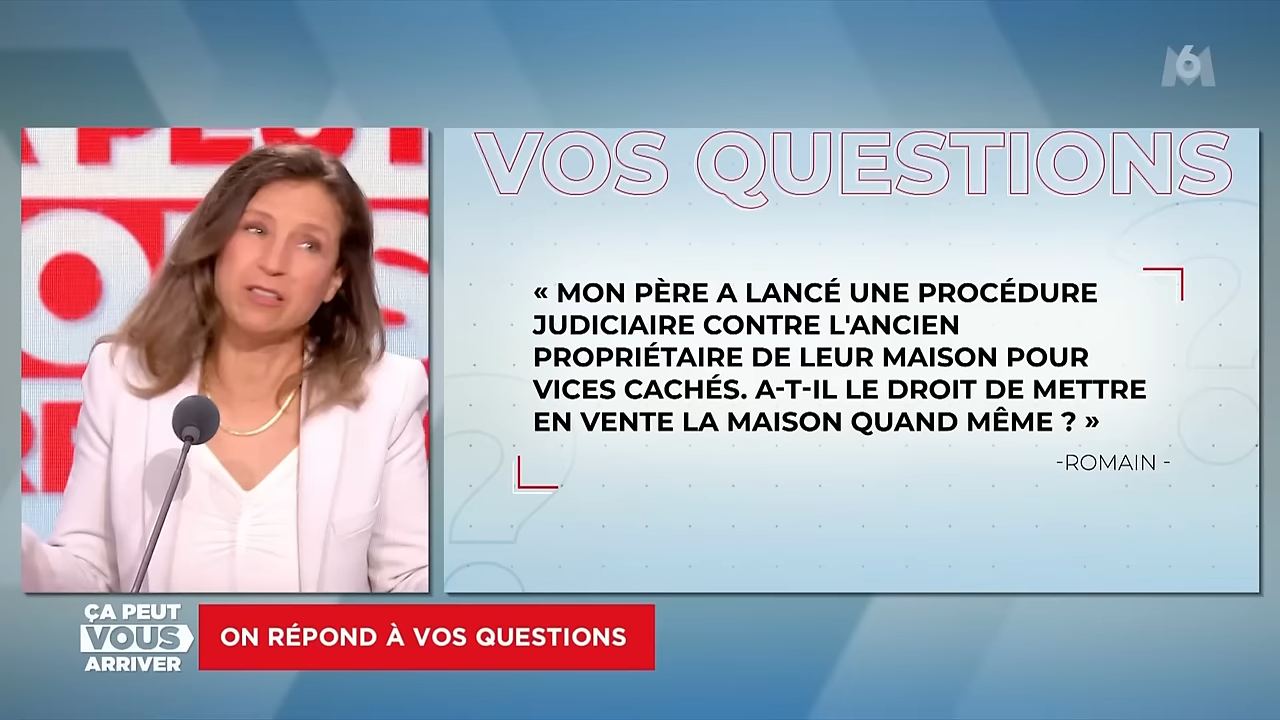 M6
VOS QUESTIONS
« MON PÈRE A LANCÉ UNE PROCÉDURE
JUDICIAIRE CONTRE L'ANCIEN
PROPRIÉTAIRE DE LEUR MAISON POUR
VICES CACHÉS. A-T-IL LE DROIT DE METTRE
EN VENTE LA MAISON QUAND MÊME ? »
-ROMAIN -
ÇA PEUT
VOUS
ARRIVER
ON RÉPOND À VOS QUESTIONS